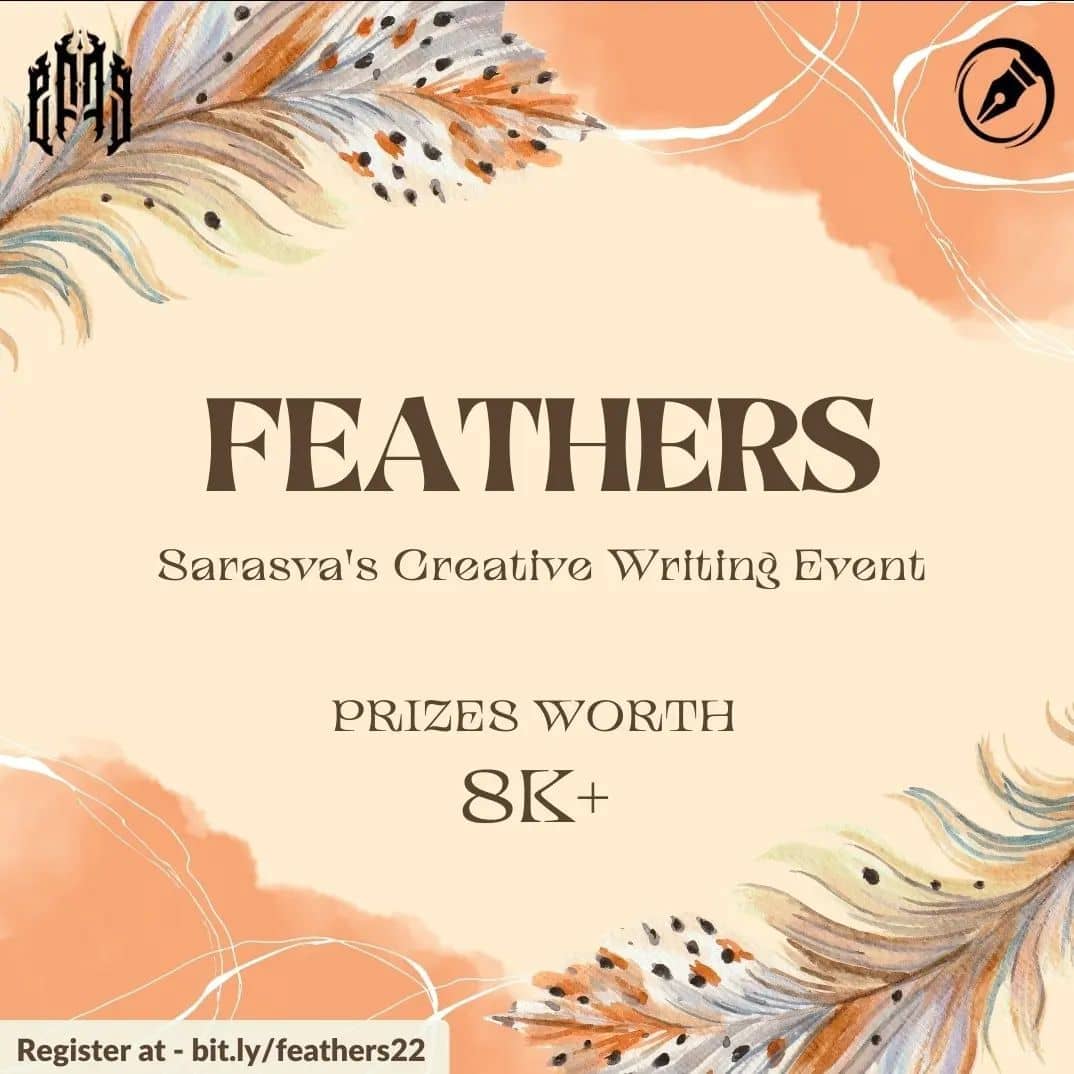 FEATHERS
Sarasva's Creative Writing Event
PRIZES WORTH
8K+
Register at - bit.ly/feathers22